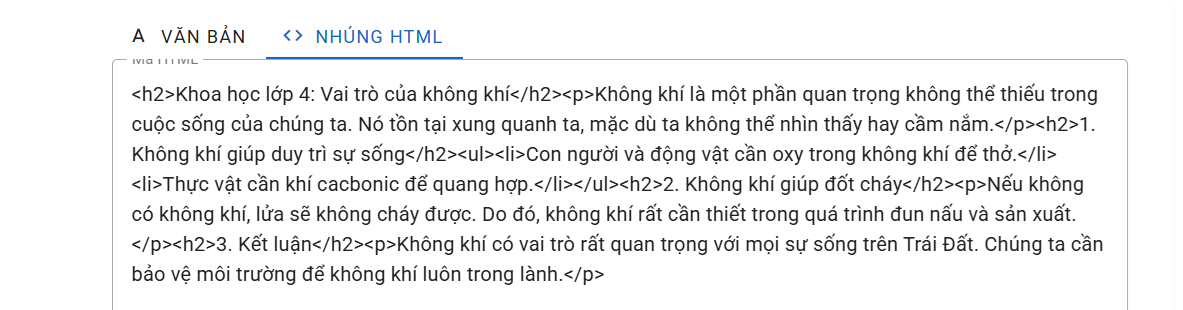 A VĂN BẢN <> NHÚNG HTML
Mã HTML
<h2>Khoa học lớp 4: Vai trò của không khí</h2><p>Không khí là một phần quan trọng không thể thiếu trong
cuộc sống của chúng ta. Nó tồn tại xung quanh ta, mặc dù ta không thể nhìn thấy hay cầm nắm.</p><h2>1.
Không khí giúp duy trì sự sống</h2><ul><li>Con người và động vật cần oxy trong không khí để thở.</li>
<li>Thực vật cần khí cacbonic để quang hợp.</li></ul><h2>2. Không khí giúp đốt cháy</h2><p>Nếu không
có không khí, lửa sẽ không cháy được. Do đó, không khí rất cần thiết trong quá trình đun nấu và sản xuất.
</p><h2>3. Kết luận</h2><p>Không khí có vai trò rất quan trọng với mọi sự sống trên Trái Đất. Chúng ta cần
bảo vệ môi trường để không khí luôn trong lành.</p>